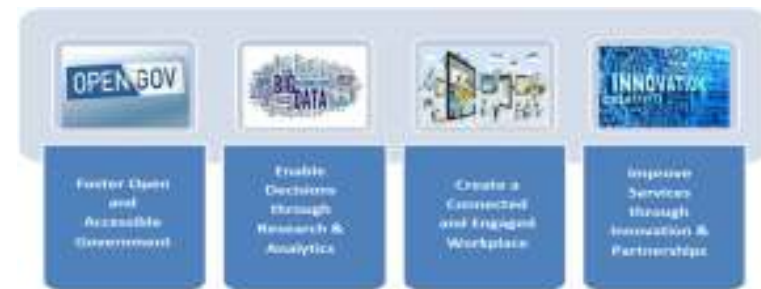 OPEN GOV
BIG
DATA
INNOVATION
Foster Open
and
Accessible
Government
Enable
Decisions
through
Research &
Analytics
Create a
Connected
and Engaged
Workplace
Improve
Services
through
Innovation &
Partnerships